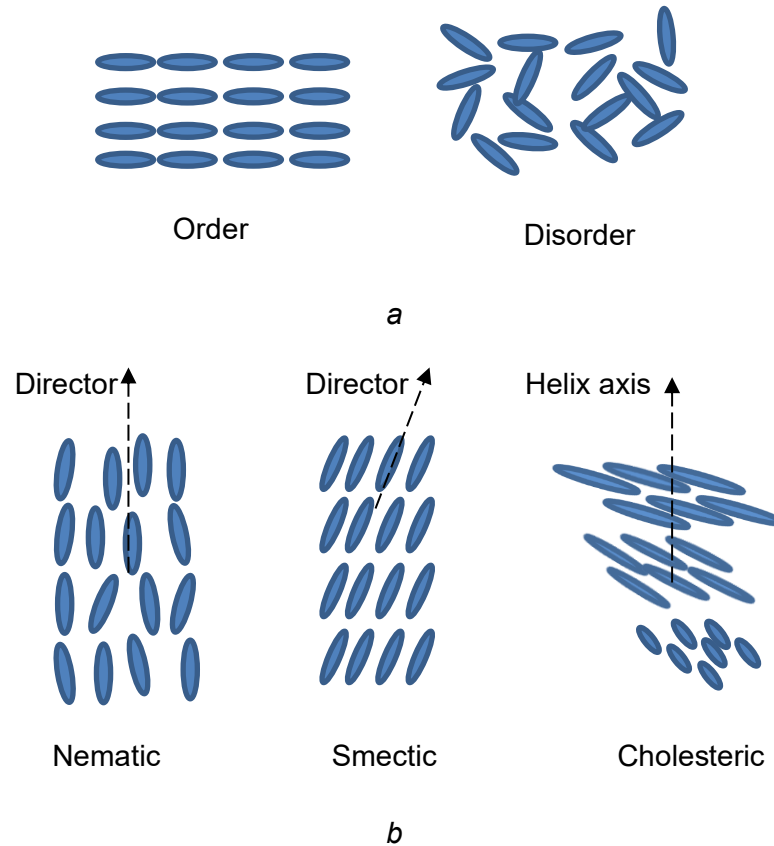 Order
Disorder
a
Director
Director
Helix axis
Nematic
Smectic
Cholesteric
b